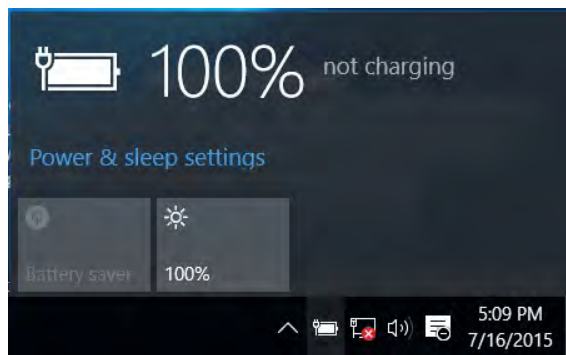 100% not charging
Power & sleep settings
Battery saver
100%
5:09 PM
7/16/2015